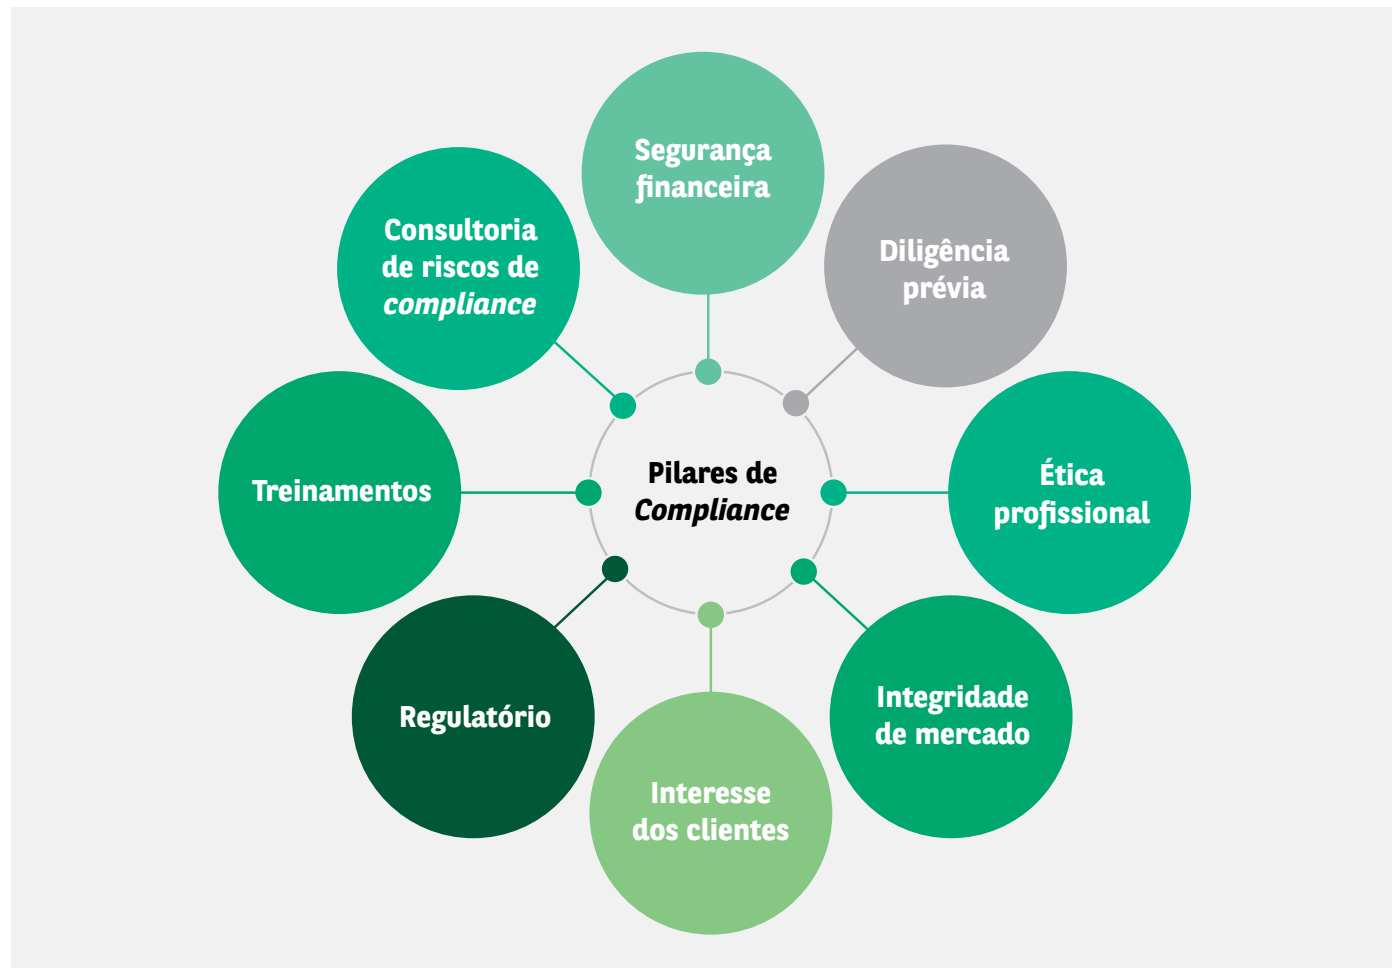 Segurança
financeira
Diligência
prévia
Ética
profissional
Integridade
de mercado
Interesse
dos clientes
Regulatório
Treinamentos
Consultoria
de riscos de
compliance
Pilares de
Compliance